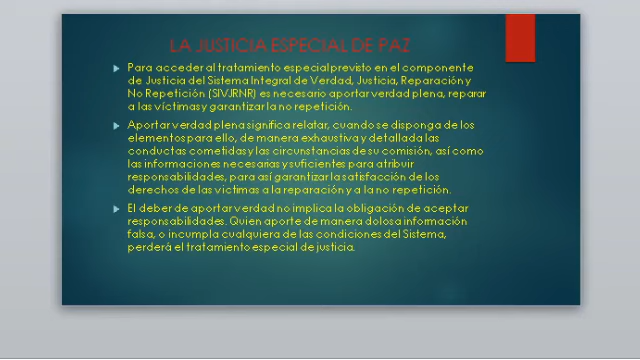 LA JUSTICIA ESPECIAL DE PAZ
Para acceder al tratamiento especial previsto en el componente
de Justicia del Sistema Integral de Verdad, Justicia, Reparación y
No Repetición (SIVJRNR) es necesario aportar verdad plena, reparar
a las víctimas y garantizar la no repetición.
Aportar verdad plena significa relatar, cuando se disponga de los
elementos para ello, de manera exhaustiva y detallada las
conductas cometidas y las circunstancias de su comisión, así como
las informaciones necesarias y suficientes para atribuir
responsabilidades, para así garantizar la satisfacción de los
derechos de las víctimas a la reparación y a la no repetición.
El deber de aportar verdad no implica la obligación de aceptar
responsabilidades. Quien aporte de manera dolosa información
falsa, o incumpla cualquiera de las condiciones del Sistema,
perderá el tratamiento especial de justicia.